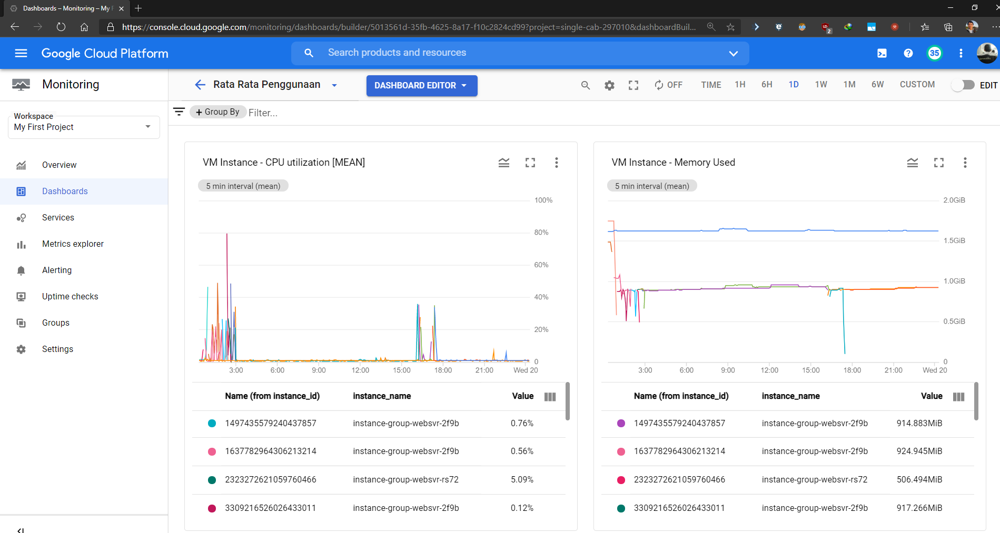 Dashboards – Monitoring – My F
https://console.cloud.google.com/monitoring/dashboards/builder/5013561d-35fb-4625-8a17-f10c2824cd99?project=single-cab-297010&dashboardBuil...
2
Google Cloud Platform
Search products and resources
35
Monitoring
Rata Rata Penggunaan
DASHBOARD EDITOR
OFF
TIME 1H 6H 1D 1W 1M 6W CUSTOM
EDIT
Workspace
My First Project
+ Group By
Filter...
Overview
Dashboards
Services
Metrics explorer
Alerting
Uptime checks
Groups
Settings
VM Instance - CPU utilization [MEAN]
5 min interval (mean)
100%
80%
60%
40%
20%
0
3:00 6:00 9:00 12:00 15:00 18:00 21:00 Wed 20
Name (from instance_id) instance_name Value
1497435579240437857 instance-group-websvr-2f9b 0.76%
1637782964306213214 instance-group-websvr-2f9b 0.56%
2323272621059760466 instance-group-websvr-rs72 5.09%
3309216526026433011 instance-group-websvr-2f9b 0.12%
VM Instance - Memory Used
5 min interval (mean)
2.0GiB
1.5GiB
1.0GiB
0.5GiB
0
3:00 6:00 9:00 12:00 15:00 18:00 21:00 Wed 20
Name (from instance_id) instance_name Value
1497435579240437857 instance-group-websvr-2f9b 914.883MiB
1637782964306213214 instance-group-websvr-2f9b 924.945MiB
2323272621059760466 instance-group-websvr-rs72 506.494MiB
3309216526026433011 instance-group-websvr-2f9b 917.266MiB